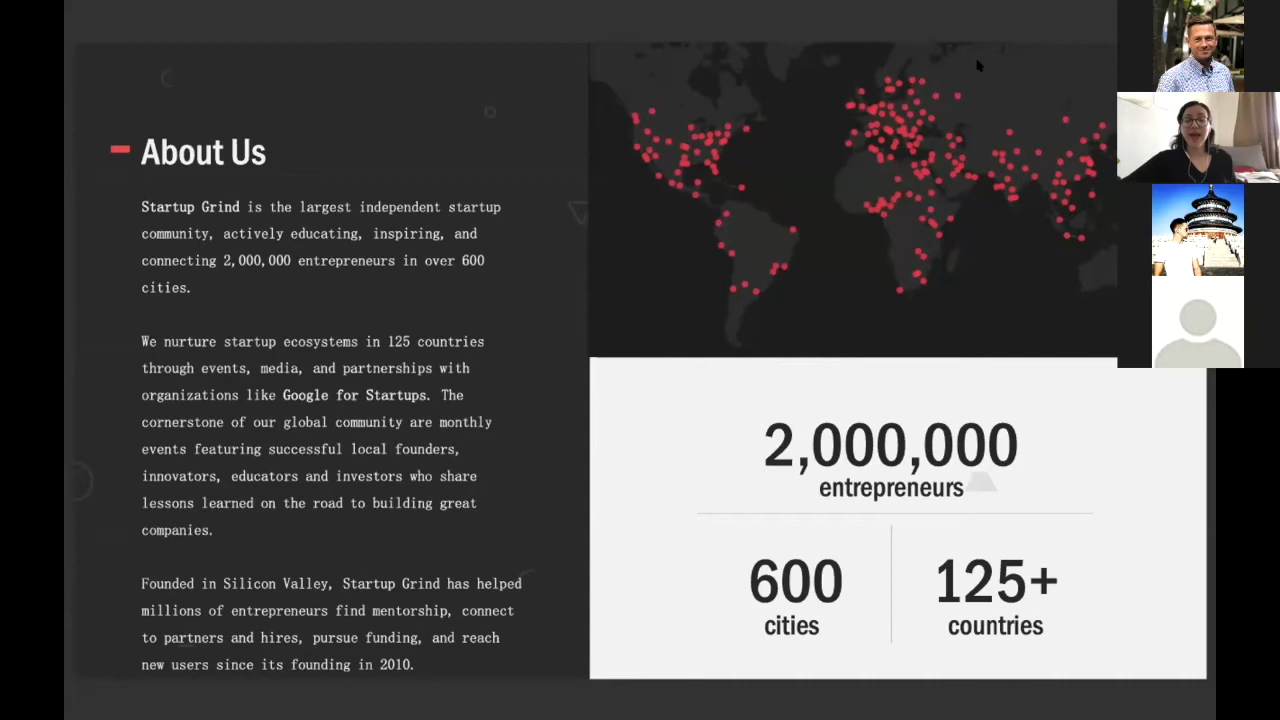 About Us
Startup Grind is the largest independent startup
community, actively educating, inspiring, and
connecting 2,000,000 entrepreneurs in over 600
cities.
We nurture startup ecosystems in 125 countries
through events, media, and partnerships with
organizations like Google for Startups. The
cornerstone of our global community are monthly
events featuring successful local founders,
innovators, educators and investors who share
lessons learned on the road to building great
companies.
Founded in Silicon Valley, Startup Grind has helped
millions of entrepreneurs find mentorship, connect
to partners and hires, pursue funding, and reach
new users since its founding in 2010.
2,000,000
entrepreneurs
600
cities
125+
countries